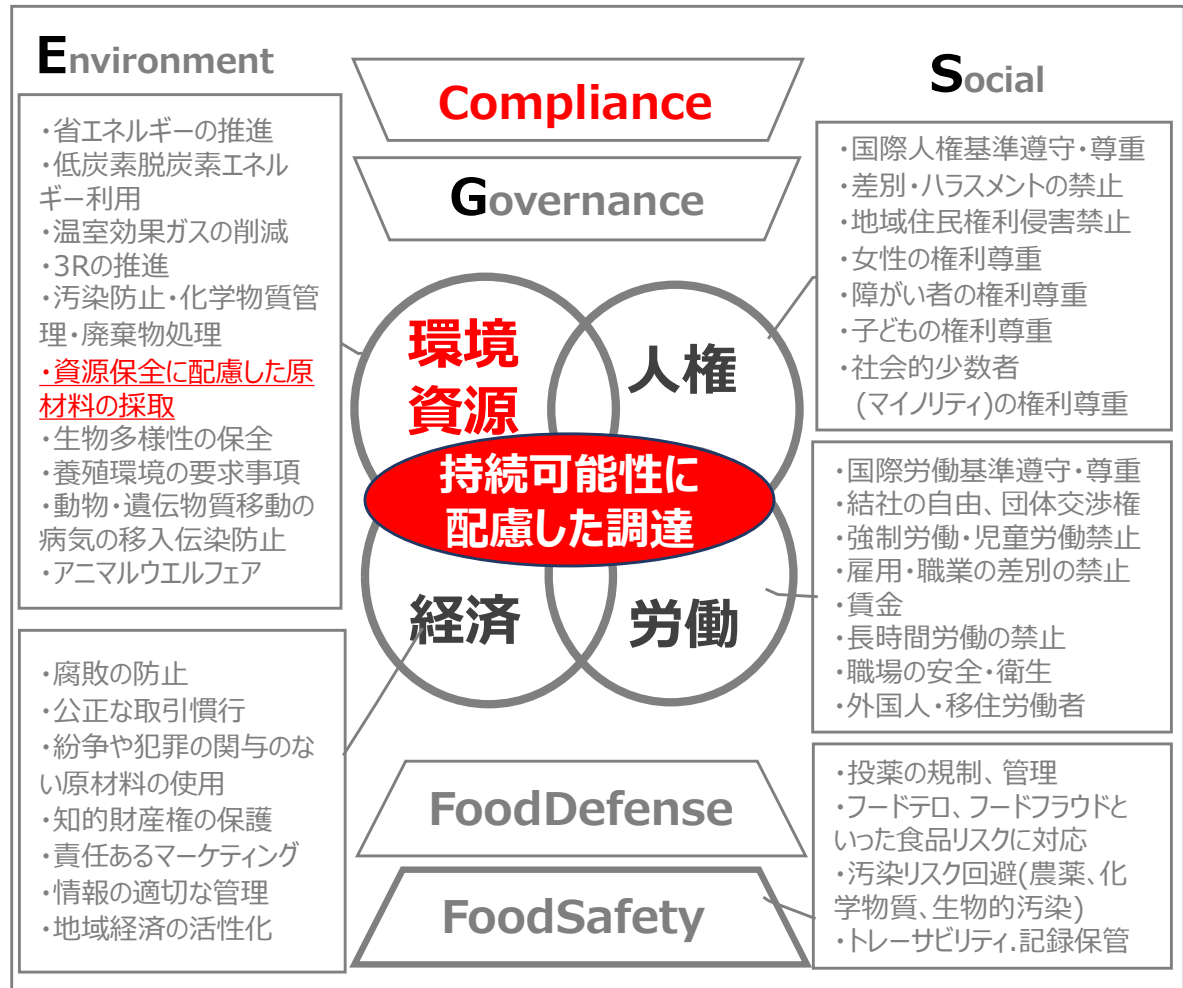 Environment
・省エネルギーの推進
・低炭素脱炭素エネル
ギー利用
・温室効果ガスの削減
・3Rの推進
・汚染防止・化学物質管
理・廃棄物処理
・資源保全に配慮した原
材料の採取
・生物多様性の保全
・養殖環境の要求事項
・動物・遺伝物質移動の
病気の移入伝染防止
・アニマルウエルフェア
・腐敗の防止
・公正な取引慣行
・紛争や犯罪の関与のな
い原材料の使用
・知的財産権の保護
・責任あるマーケティング
・情報の適切な管理
・地域経済の活性化
Compliance
Governance
環境
資源
人権
持続可能性に
配慮した調達
経済
労働
FoodDefense
FoodSafety
Social
・国際人権基準遵守・尊重
・差別・ハラスメントの禁止
・地域住民権利侵害禁止
・女性の権利尊重
・障がい者の権利尊重
・子どもの権利尊重
・社会的少数者
(マイノリティ)の権利尊重
・国際労働基準遵守・尊重
・結社の自由、団体交渉権
・強制労働・児童労働禁止
・雇用・職業の差別の禁止
・賃金
・長時間労働の禁止
・職場の安全・衛生
・外国人・移住労働者
・投薬の規制、管理
・フードテロ、フードフラウドと
いった食品リスクに対応
・汚染リスク回避(農薬、化
学物質、生物的汚染)
・トレーサビリティ.記録保管